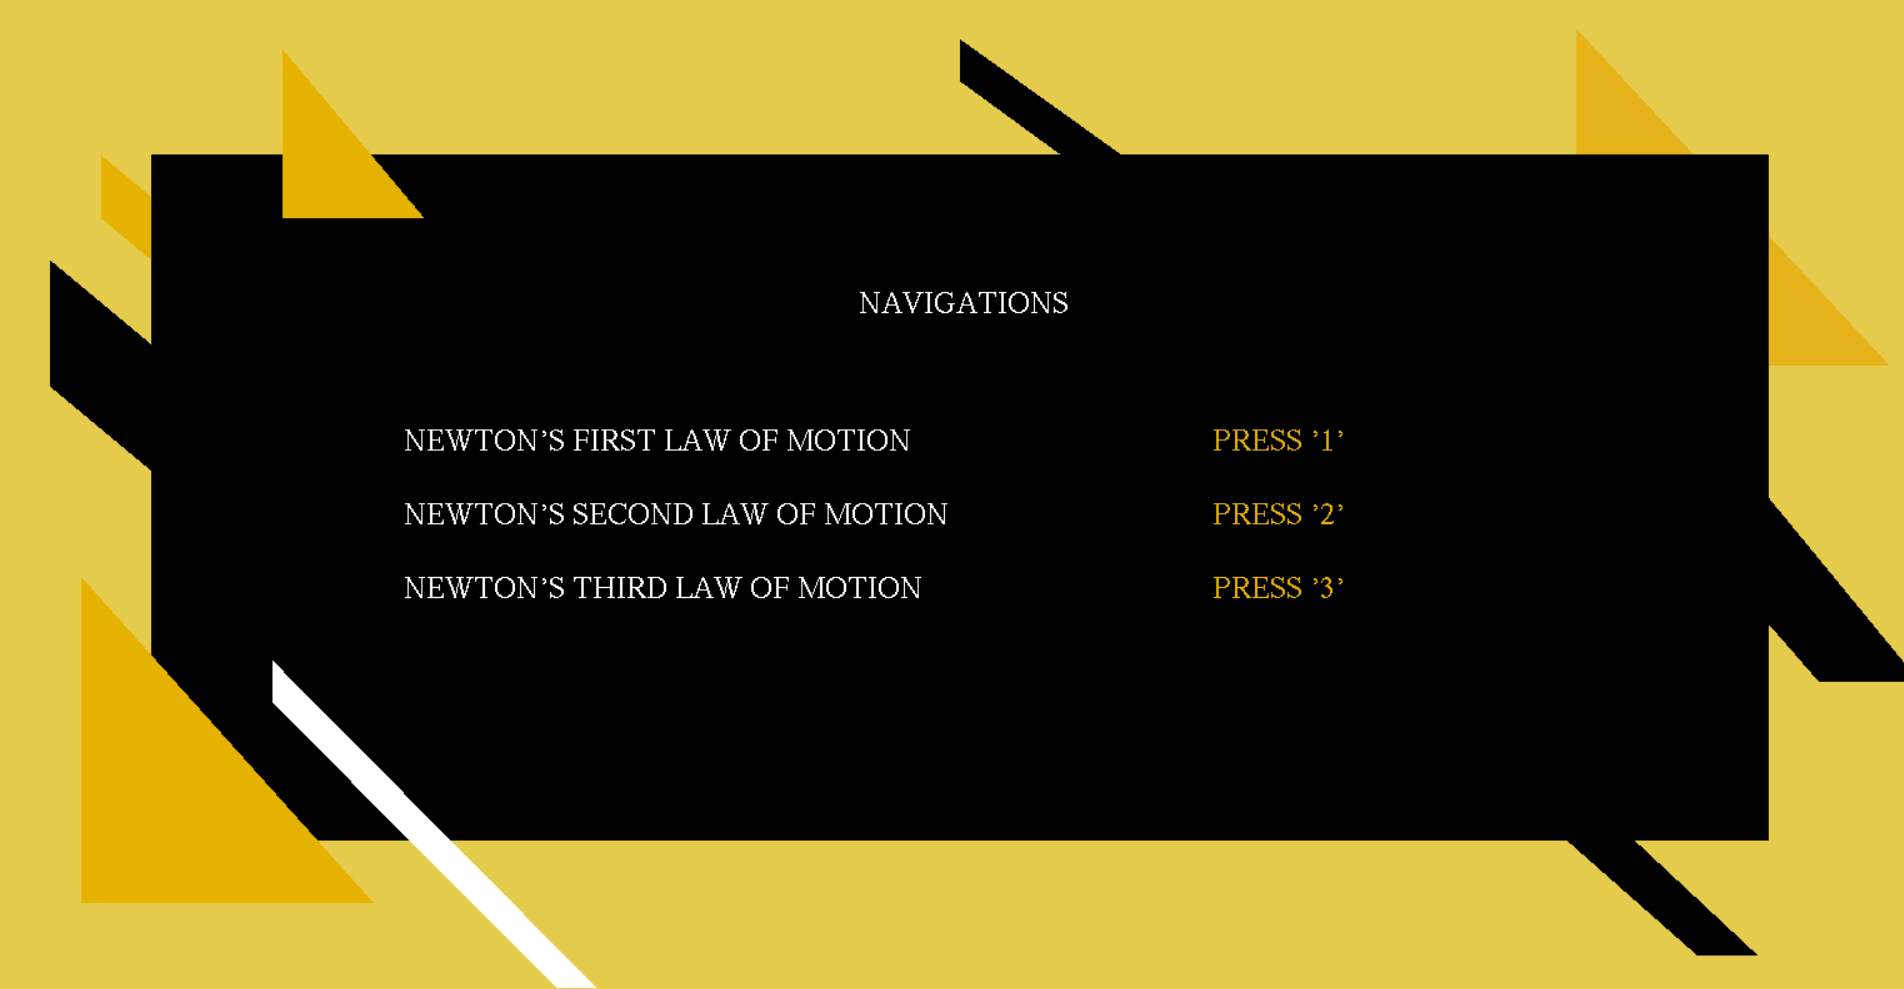 NAVIGATIONS
NEWTON’S FIRST LAW OF MOTION PRESS ’1’
NEWTON’S SECOND LAW OF MOTION PRESS ’2’
NEWTON’S THIRD LAW OF MOTION PRESS ’3’